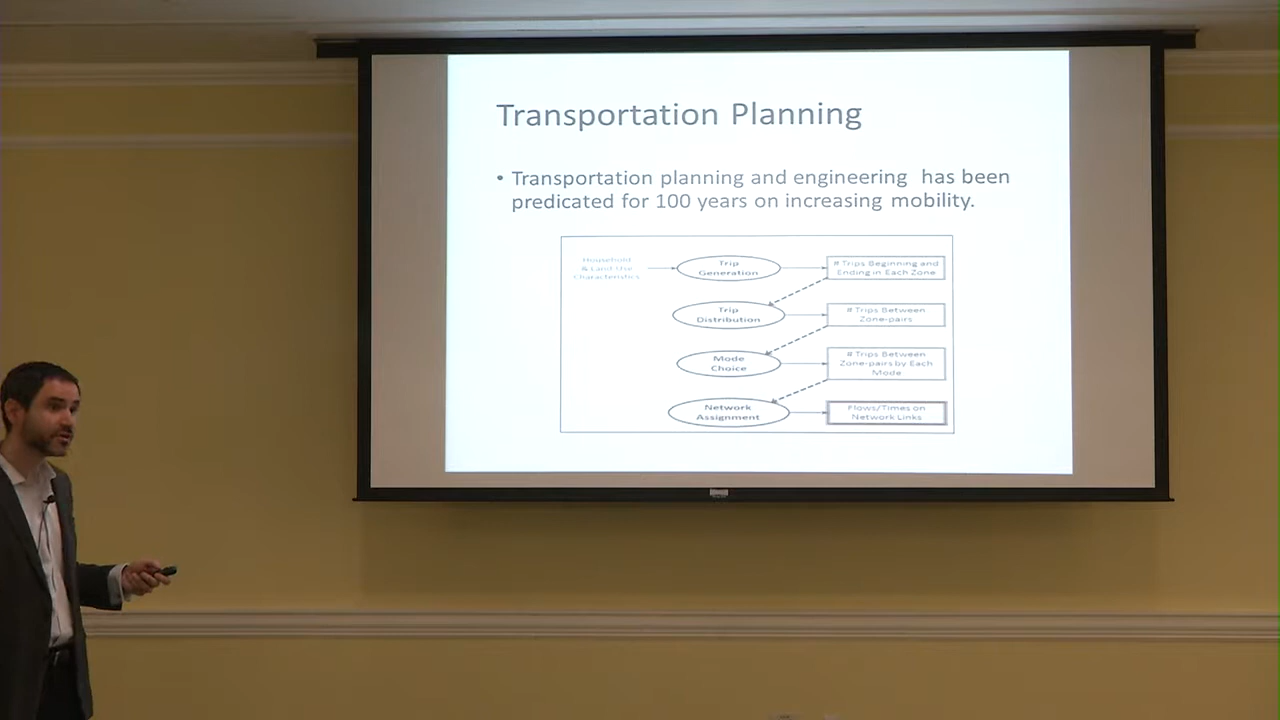 Transportation Planning
• Transportation planning and engineering has been
predicated for 100 years on increasing mobility.
Household
& Land Use
Characteristics
Trip
Generation
# Trips Beginning and
Ending in Each Zone
Trip
Distribution
# Trips Between
Zone-pairs
Mode
Choice
# Trips Between
Zone-pairs by Each
Mode
Network
Assignment
Flows/Times on
Network Links